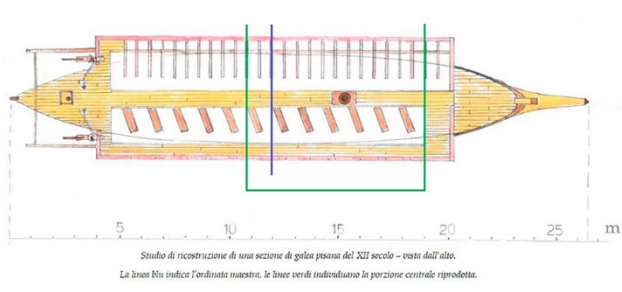 5 10 15 20 25 m
Studio di ricostruzione di una sezione di galea pisana del XII secolo – vista dall'alto.
La linea blu indica l'ordinata maestra, le linee verdi individuano la porzione centrale riprodotta.